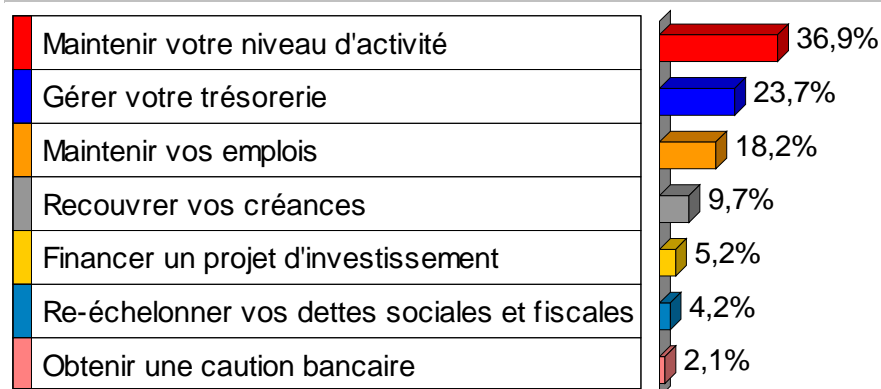 Maintenir votre niveau d'activité 36,9%
Gérer votre trésorerie 23,7%
Maintenir vos emplois 18,2%
Recouvrer vos créances 9,7%
Financer un projet d'investissement 5,2%
Re-échelonner vos dettes sociales et fiscales 4,2%
Obtenir une caution bancaire 2,1%